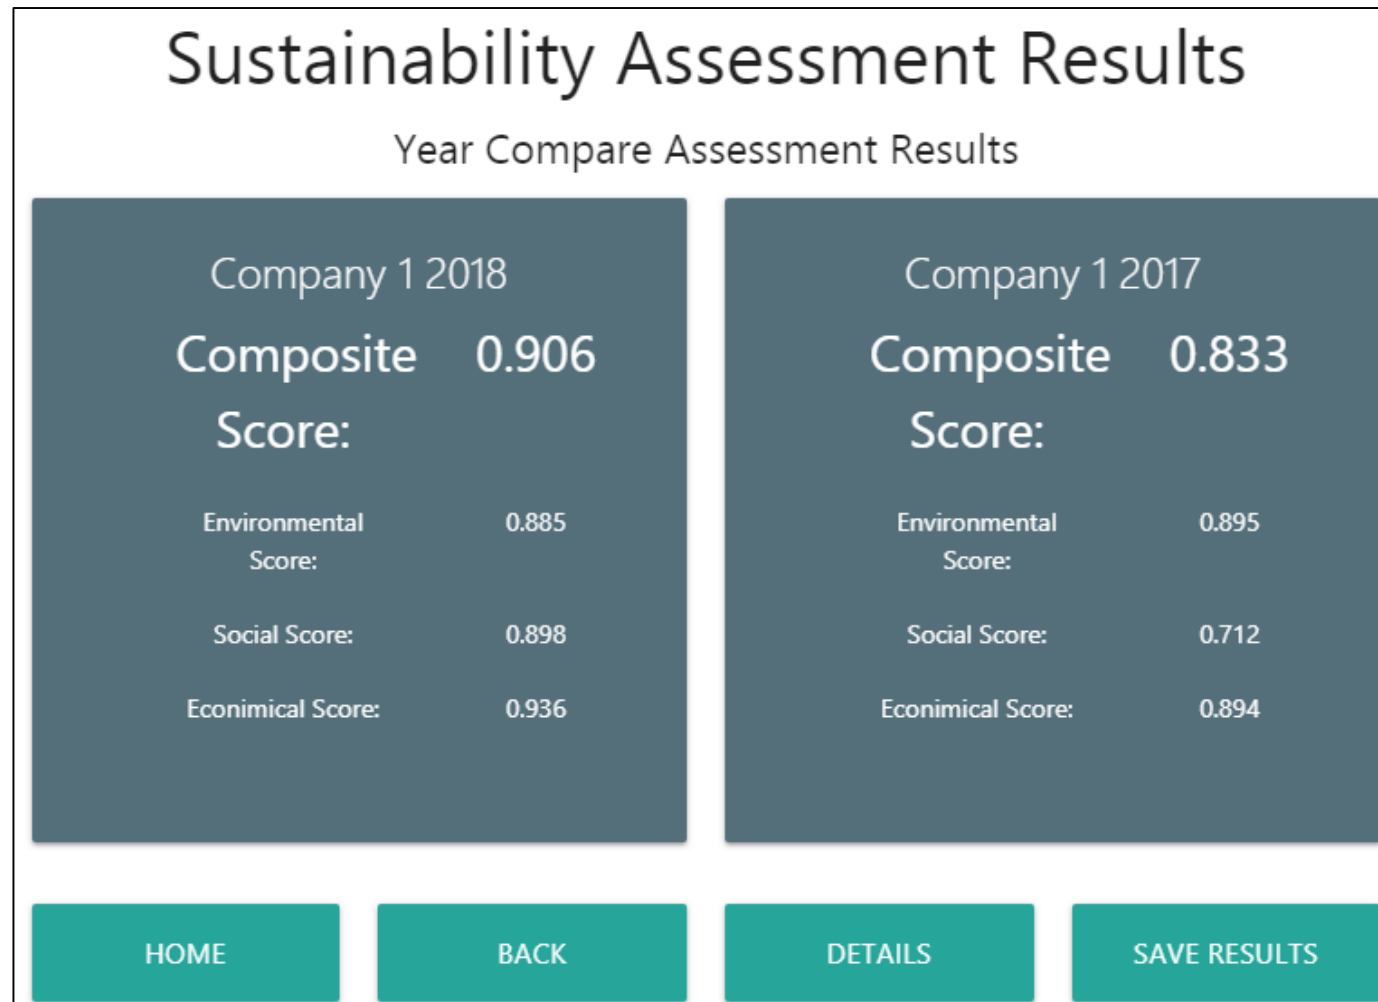 Sustainability Assessment Results
Year Compare Assessment Results
Company 1 2018
Composite 0.906
Score:
Environmental 0.885
Score:
Social Score: 0.898
Econimical Score: 0.936
Company 1 2017
Composite 0.833
Score:
Environmental 0.895
Score:
Social Score: 0.712
Econimical Score: 0.894
HOME BACK DETAILS SAVE RESULTS